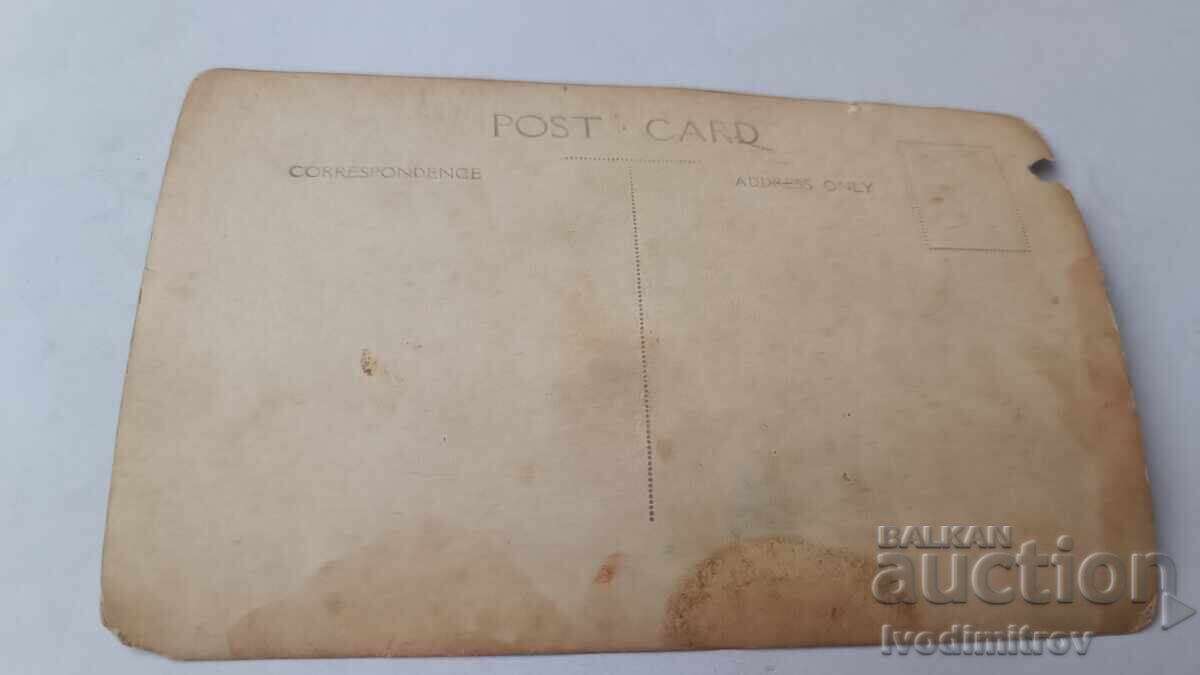 POST CARD
CORRESPONDENCE
ADDRESS ONLY
BALKAN
auction
Ivodimitrov